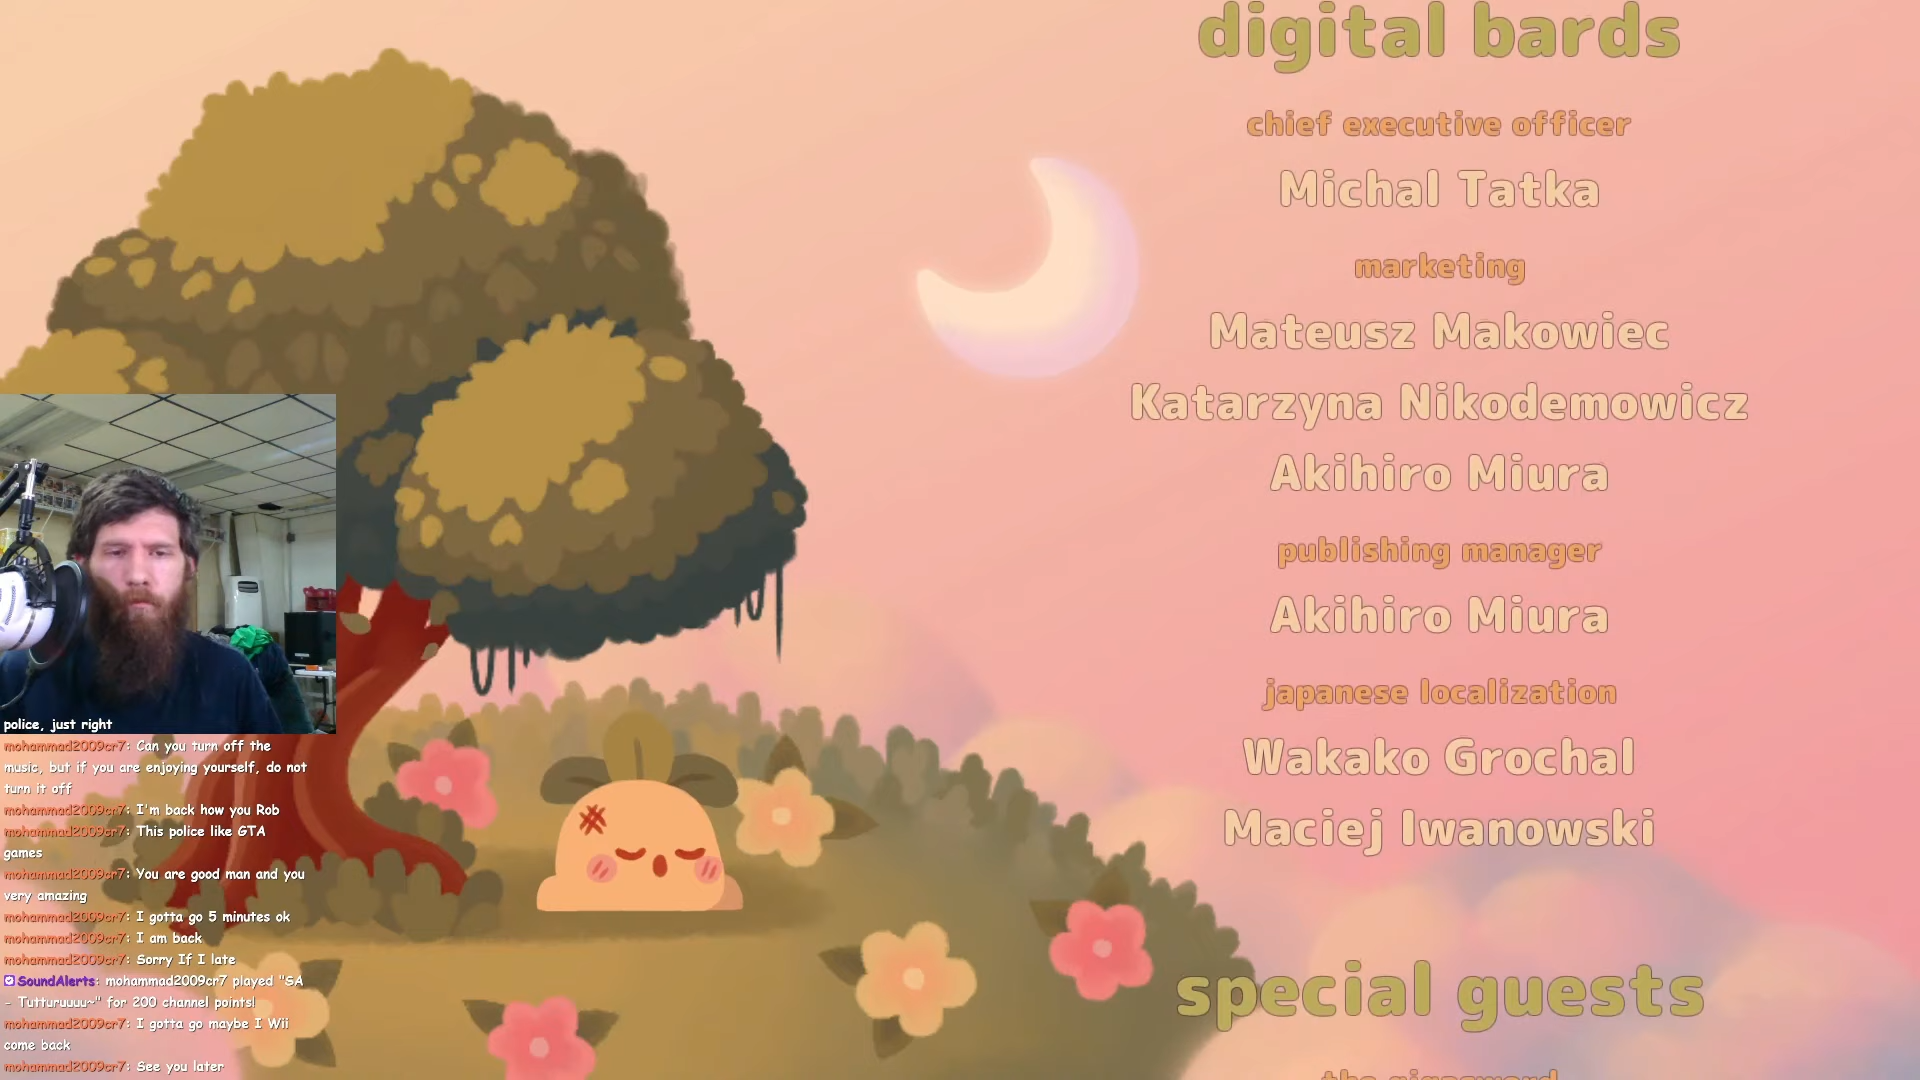 digital bards
chief executive officer
Michal Tatka
marketing
Mateusz Makowiec
Katarzyna Nikodemowicz
Akihiro Miura
publishing manager
Akihiro Miura
japanese localization
Wakako Grochal
Maciej Iwanowski
special guests
police, just right
mohammad2009cr7: Can you turn off the
music, but if you are enjoying yourself, do not
turn it off
mohammad2009cr7: I'm back how you Rob
mohammad2009cr7: This police like GTA
games
mohammad2009cr7: You are good man and you
very amazing
mohammad2009cr7: I gotta go 5 minutes ok
mohammad2009cr7: I am back
mohammad2009cr7: Sorry If I late
SoundAlerts: mohammad2009cr7 played "SA
- Tutturuuuu~" for 200 channel points!
mohammad2009cr7: I gotta go maybe I Wii
come back
mohammad2009cr7: See you later